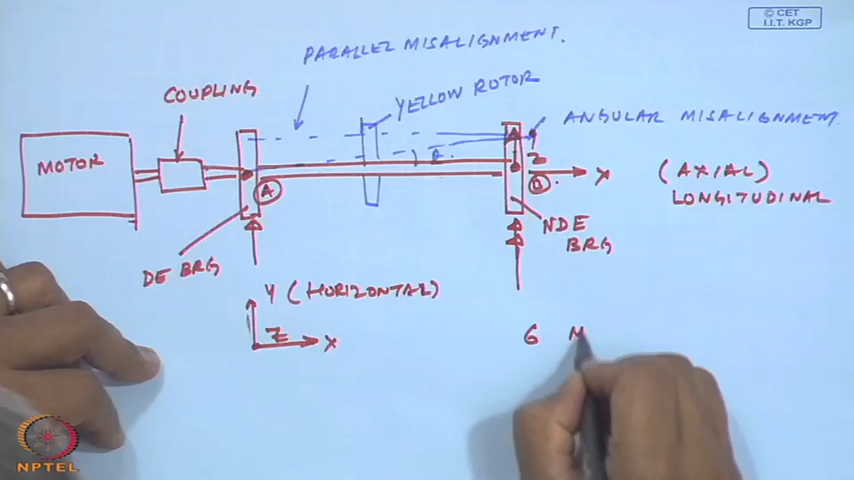 © CET
I.I.T. KGP
PARALLEL MISALIGNMENT.
COUPLING
YELLOW ROTOR
ANGULAR MISALIGNMENT.
MOTOR
θ
Z
X
(AXIAL)
LONGITUDINAL
A
B
NDE
BRG
DE BRG
Y (HORIZONTAL)
Z
X
6 M
NPTEL